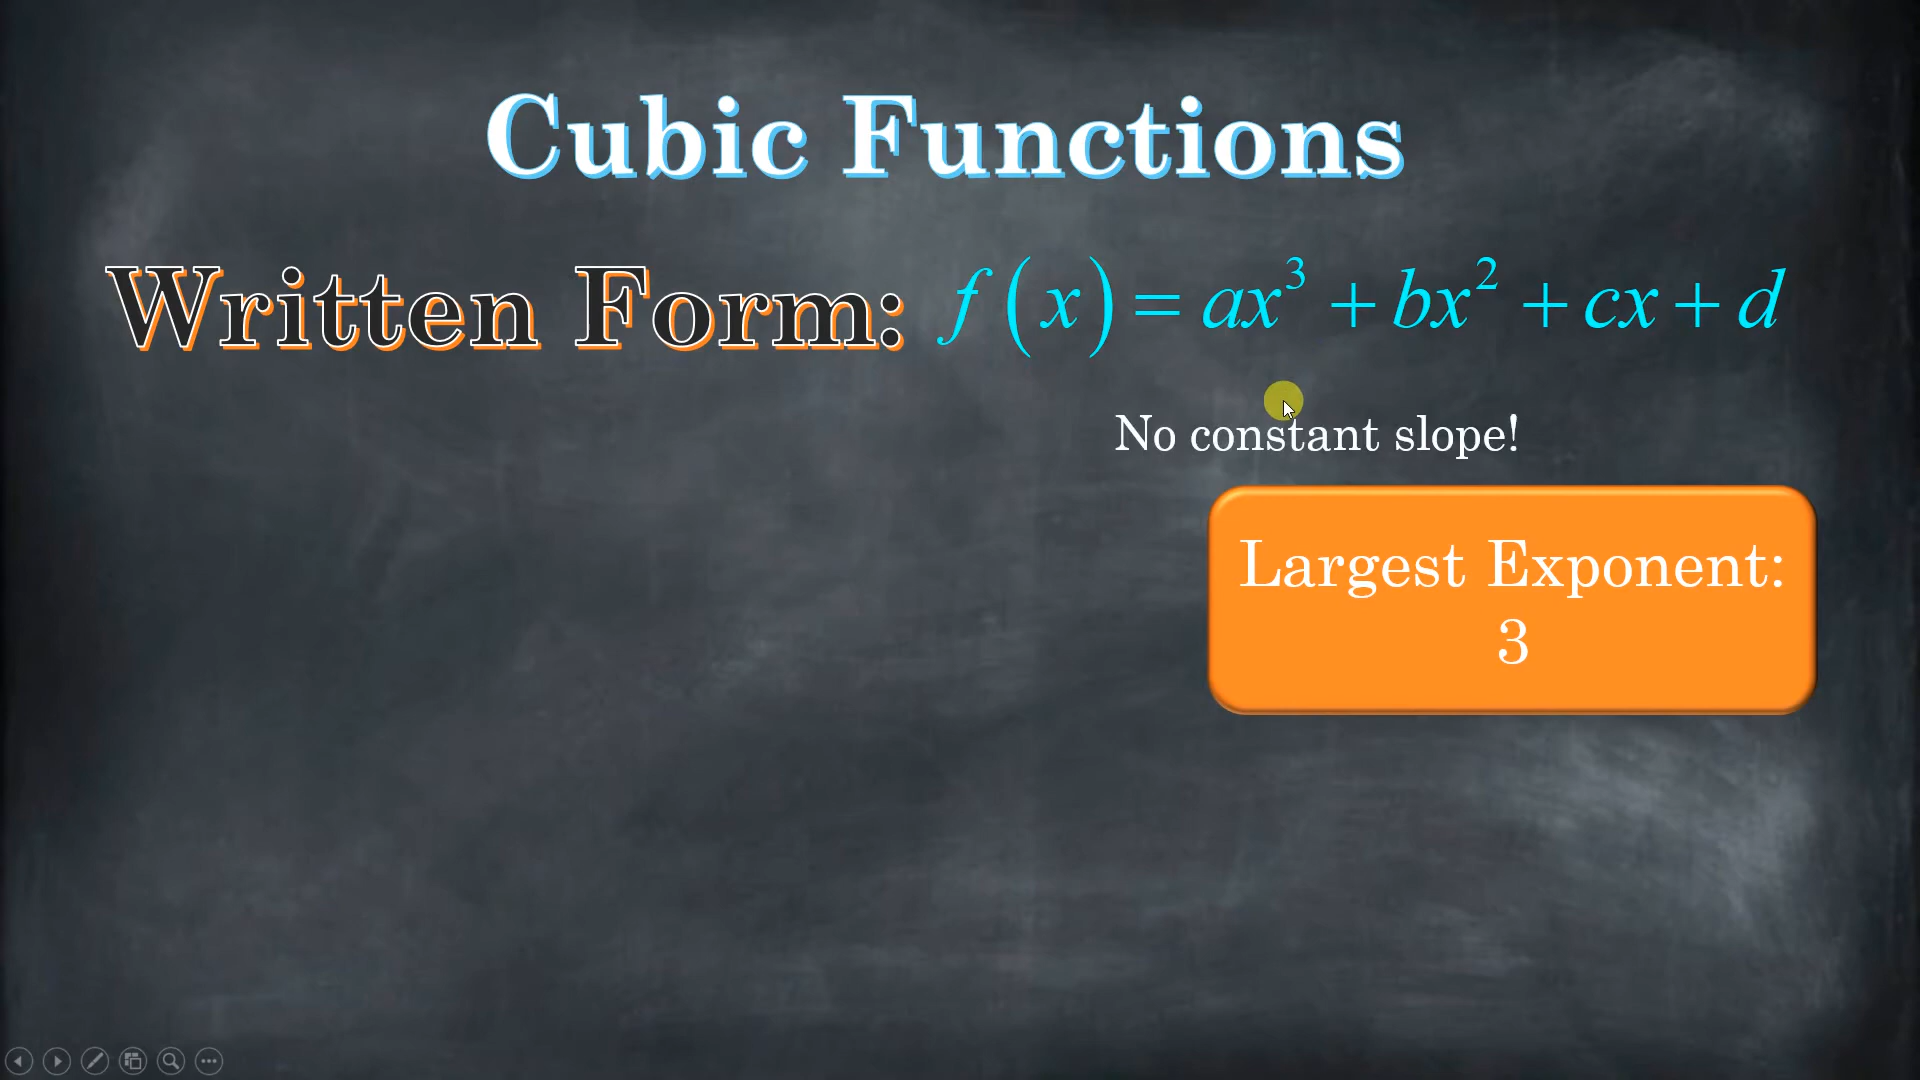 Cubic Functions
Written Form: f(x) = ax³ + bx² + cx + d
No constant slope!
Largest Exponent:
3